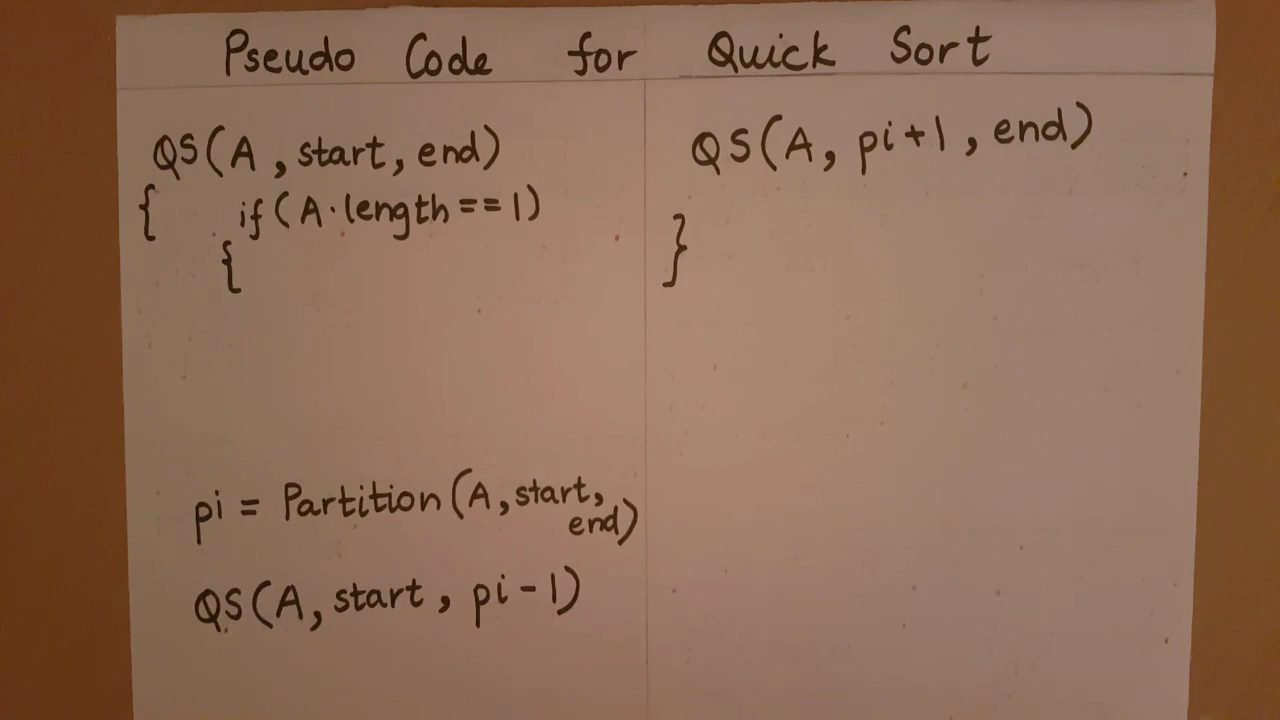 Pseudo Code for Quick Sort
QS(A, start, end)
{ if(A.length==1)
{
pi = Partition(A, start,
end)
QS(A, start, pi-1)
QS(A, pi+1, end)
}